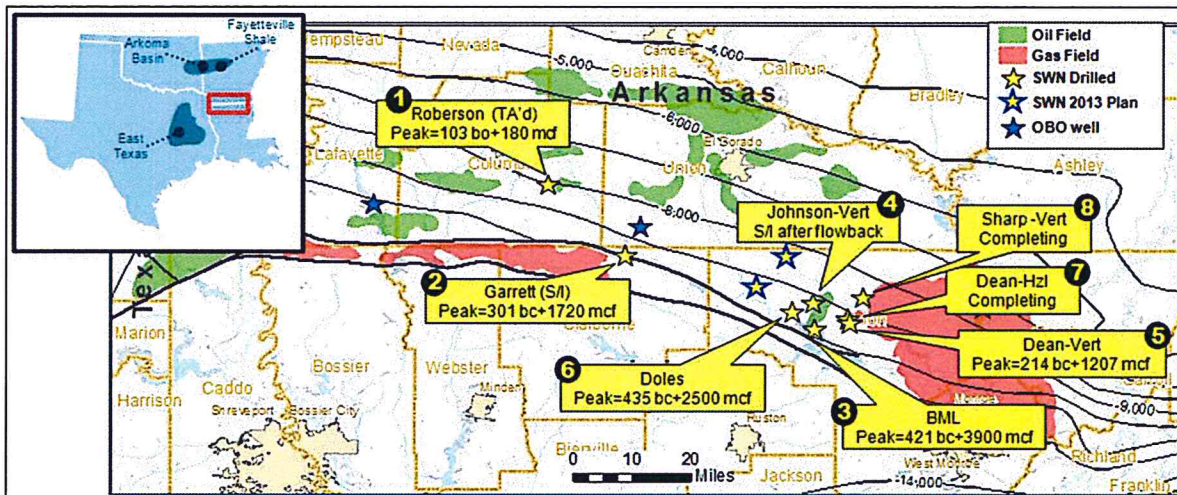 Fayetteville
Shale
Arkoma
Basin
East
Texas
Oil Field
Gas Field
SWN Drilled
SWN 2013 Plan
OBO well
Nevada
Camden
Ouachita
Calhoun
Bradley
Arkansas
-4,000
-5,000
-6,000
-8,000
-9,000
-14,000
El Dorado
Union
Ashley
Lafayette
1
Roberson (TA'd)
Peak=103 bo+180 mcf
4
Johnson-Vert
S/I after flowback
8
Sharp-Vert
Completing
7
Dean-Hzl
Completing
2
Garrett (S/I)
Peak=301 bc+1720 mcf
5
Dean-Vert
Peak=214 bc+1207 mcf
6
Doles
Peak=435 bc+2500 mcf
3
BML
Peak=421 bc+3900 mcf
Marion
Harrison
Caddo
Bossier
Webster
Minden
Shreveport
Bossier City
Bienville
Ruston
Jackson
West Monroe
Richland
Franklin
0 10 20
Miles